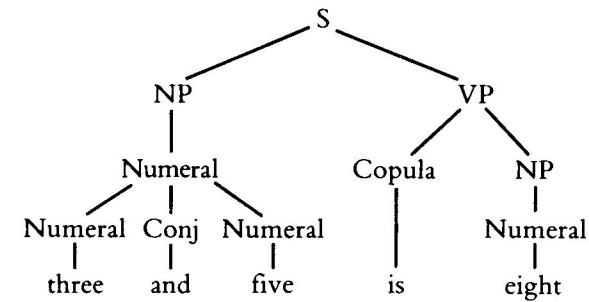 S
NP VP
Numeral Copula NP
Numeral Conj Numeral Numeral
three and five is eight